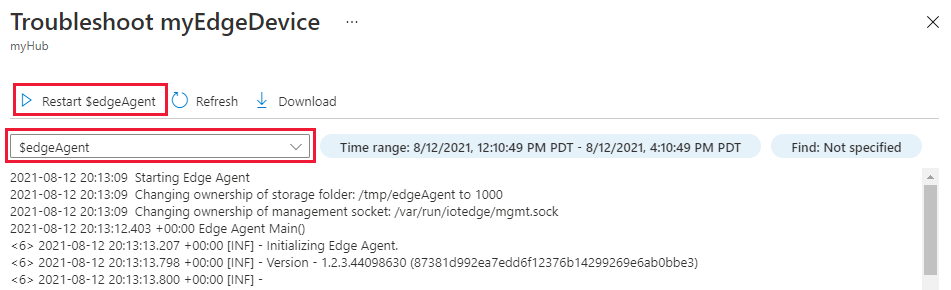 Troubleshoot myEdgeDevice ...
myHub
Restart $edgeAgent Refresh Download
$edgeAgent Time range: 8/12/2021, 12:10:49 PM PDT - 8/12/2021, 4:10:49 PM PDT Find: Not specified
2021-08-12 20:13:09 Starting Edge Agent
2021-08-12 20:13:09 Changing ownership of storage folder: /tmp/edgeAgent to 1000
2021-08-12 20:13:09 Changing ownership of management socket: /var/run/iotedge/mgmt.sock
2021-08-12 20:13:12.403 +00:00 Edge Agent Main()
<6> 2021-08-12 20:13:13.207 +00:00 [INF] - Initializing Edge Agent.
<6> 2021-08-12 20:13:13.798 +00:00 [INF] - Version - 1.2.3.44098630 (87381d992ea7edd6f12376b14299269e6ab0bbe3)
<6> 2021-08-12 20:13:13.800 +00:00 [INF] -